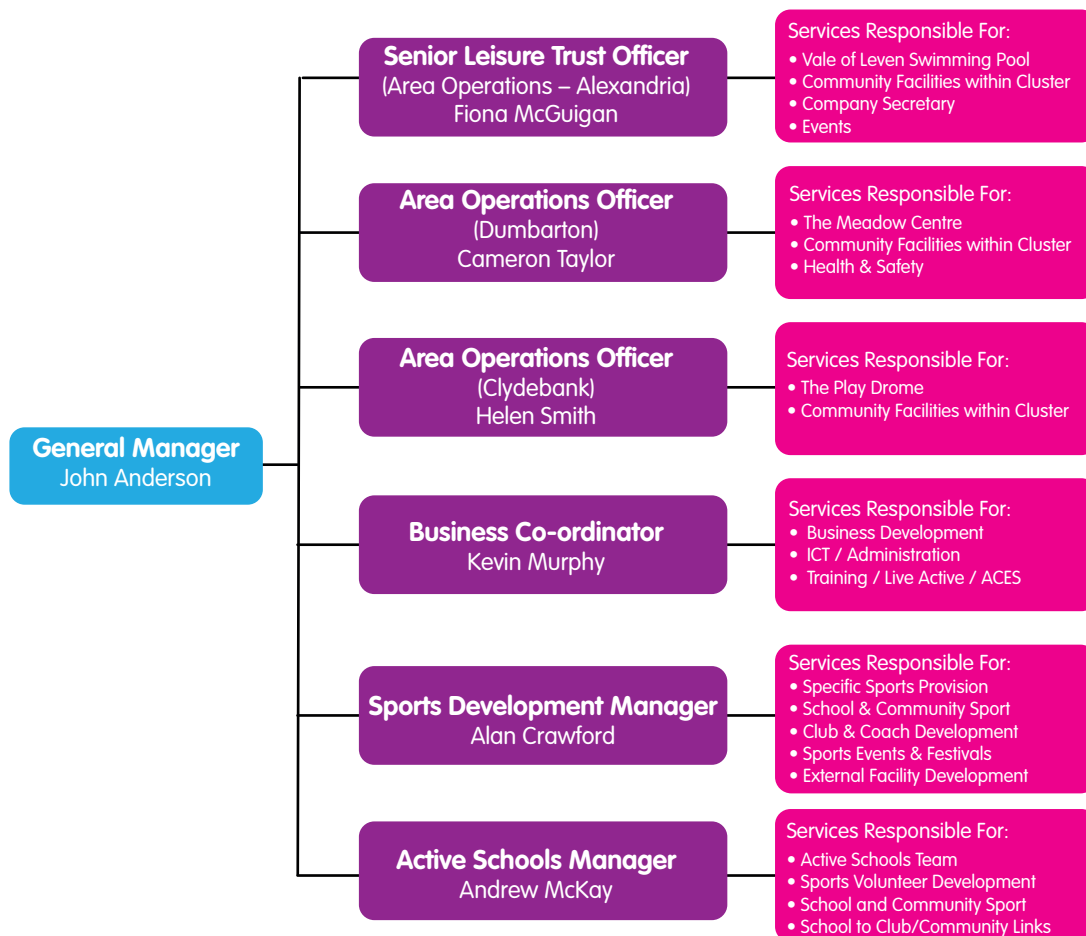 Senior Leisure Trust Officer
(Area Operations – Alexandria)
Fiona McGuigan
Services Responsible For:
• Vale of Leven Swimming Pool
• Community Facilities within Cluster
• Company Secretary
• Events
Area Operations Officer
(Dumbarton)
Cameron Taylor
Services Responsible For:
• The Meadow Centre
• Community Facilities within Cluster
• Health & Safety
Area Operations Officer
(Clydebank)
Helen Smith
Services Responsible For:
• The Play Drome
• Community Facilities within Cluster
General Manager
John Anderson
Business Co-ordinator
Kevin Murphy
Services Responsible For:
• Business Development
• ICT / Administration
• Training / Live Active / ACES
Sports Development Manager
Alan Crawford
Services Responsible For:
• Specific Sports Provision
• School & Community Sport
• Club & Coach Development
• Sports Events & Festivals
• External Facility Development
Active Schools Manager
Andrew McKay
Services Responsible For:
• Active Schools Team
• Sports Volunteer Development
• School and Community Sport
• School to Club/Community Links